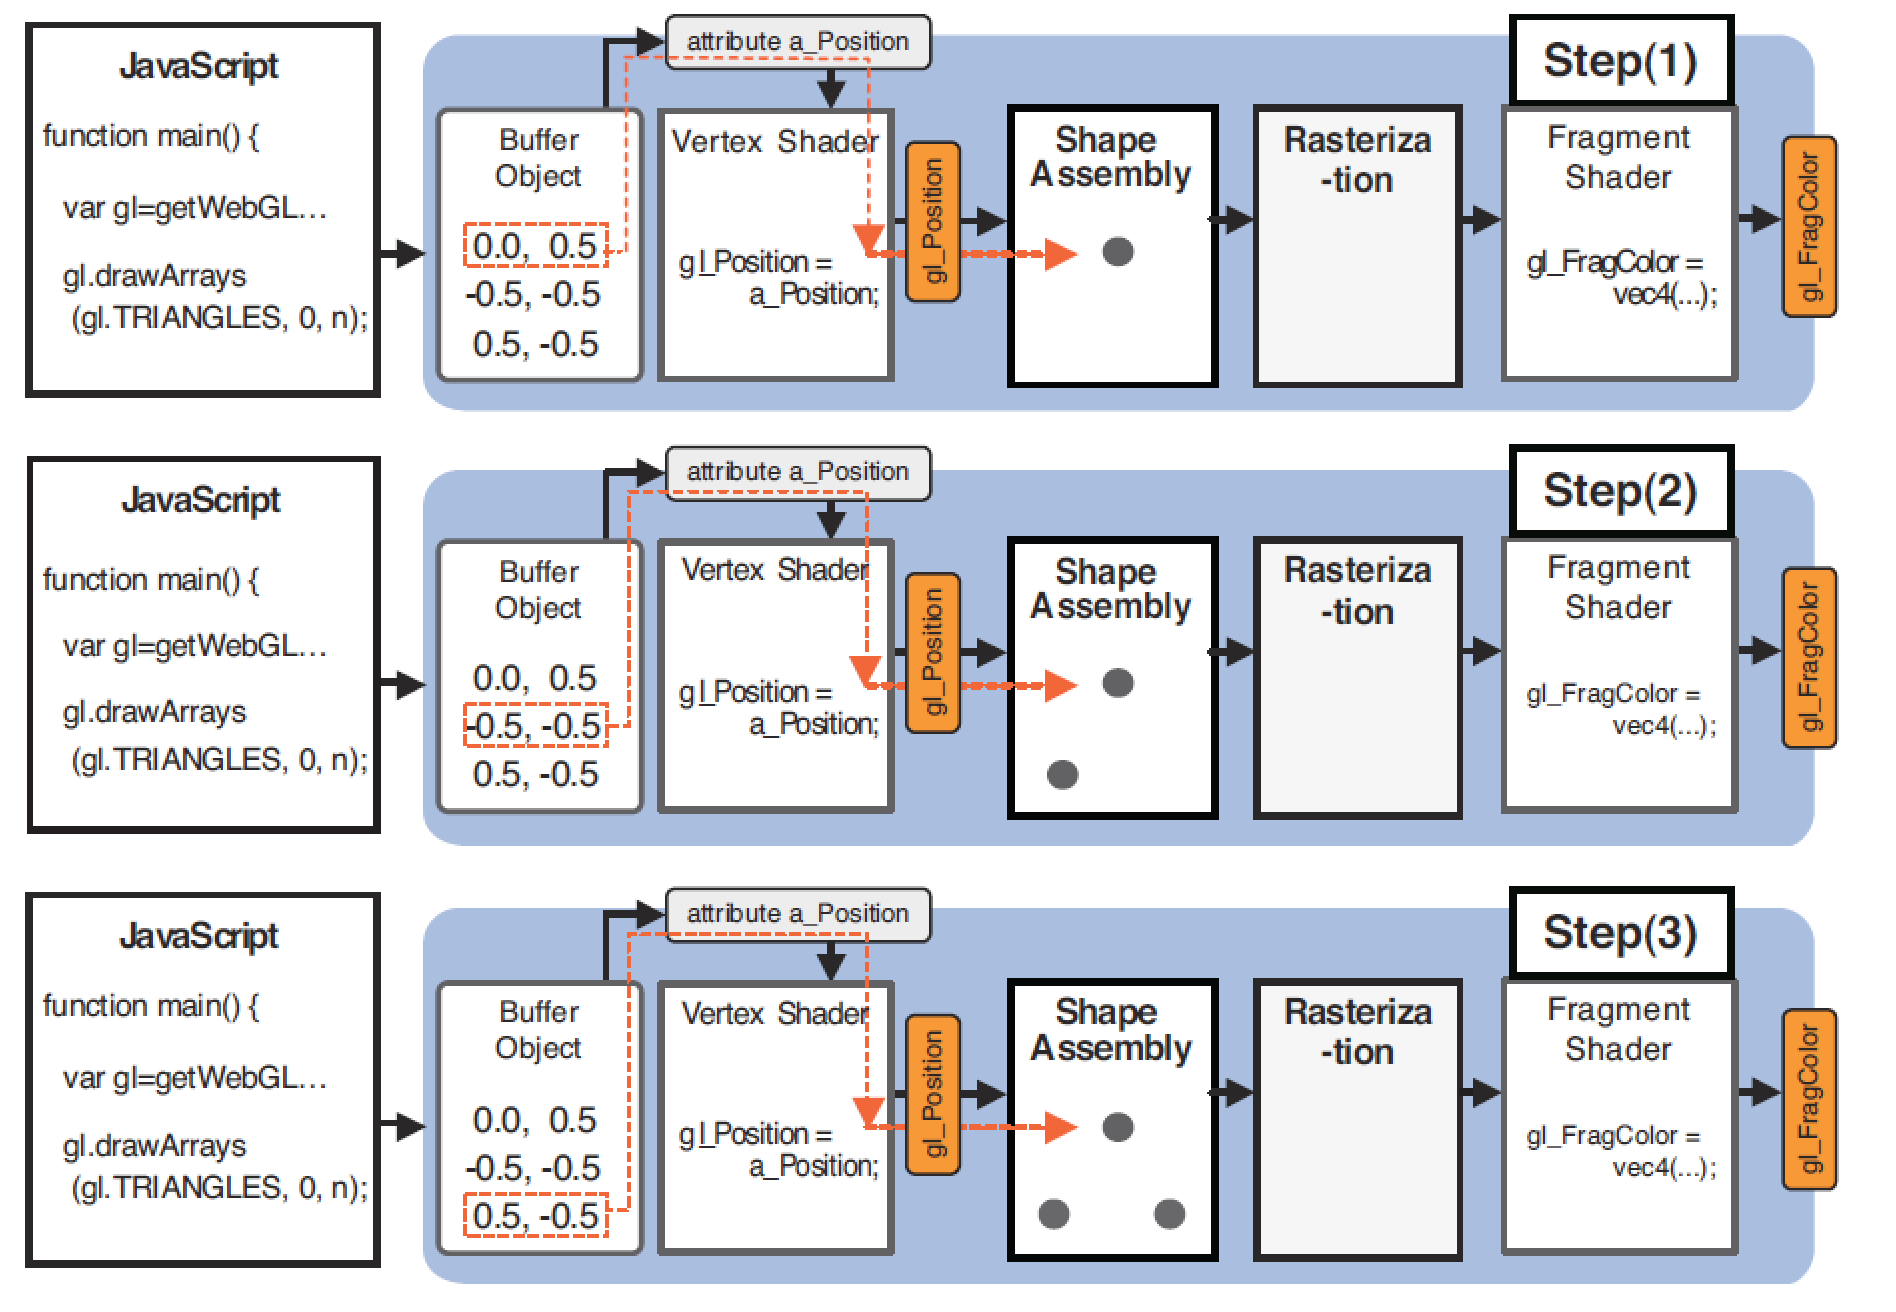 JavaScript
function main() {
var gl=getWebGL...
gl.drawArrays
(gl.TRIANGLES, 0, n);
Buffer
Object
0.0, 0.5
-0.5, -0.5
0.5, -0.5
attribute a_Position
Vertex Shader
gl_Position =
a_Position;
gl_Position
Shape
Assembly
Rasteriza
-tion
Step(1)
Fragment
Shader
gl_FragColor =
vec4(...);
gl_FragColor
JavaScript
function main() {
var gl=getWebGL...
gl.drawArrays
(gl.TRIANGLES, 0, n);
Buffer
Object
0.0, 0.5
-0.5, -0.5
0.5, -0.5
attribute a_Position
Vertex Shader
gl_Position =
a_Position;
gl_Position
Shape
Assembly
Rasteriza
-tion
Step(2)
Fragment
Shader
gl_FragColor =
vec4(...);
gl_FragColor
JavaScript
function main() {
var gl=getWebGL...
gl.drawArrays
(gl.TRIANGLES, 0, n);
Buffer
Object
0.0, 0.5
-0.5, -0.5
0.5, -0.5
attribute a_Position
Vertex Shader
gl_Position =
a_Position;
gl_Position
Shape
Assembly
Rasteriza
-tion
Step(3)
Fragment
Shader
gl_FragColor =
vec4(...);
gl_FragColor